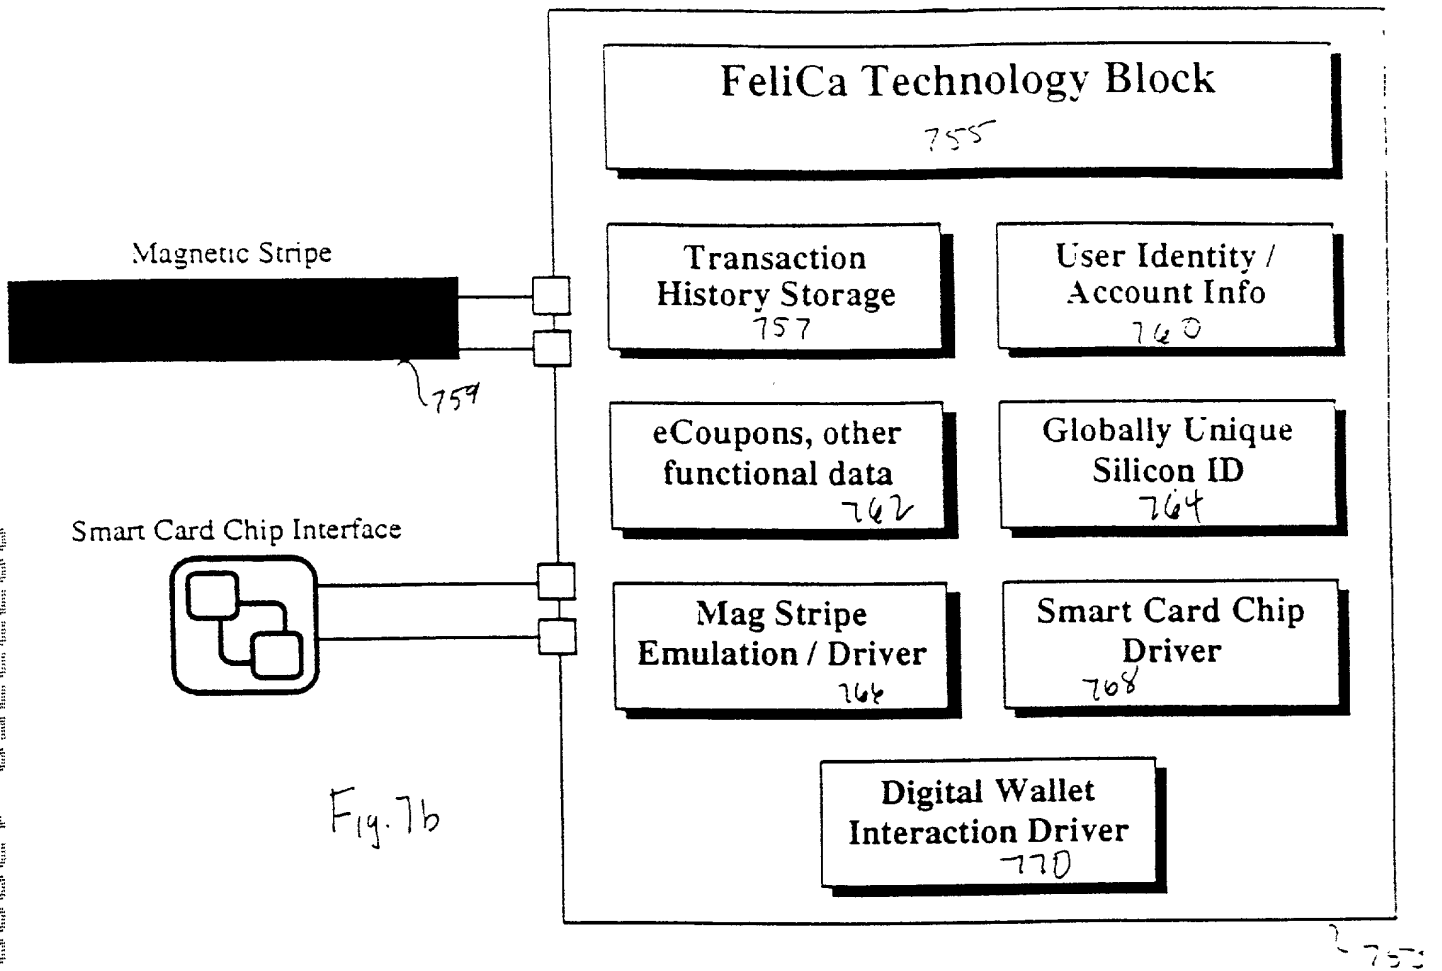 FeliCa Technology Block
755
Magnetic Stripe
759
Transaction
History Storage
757
User Identity /
Account Info
760
eCoupons, other
functional data
762
Globally Unique
Silicon ID
764
Smart Card Chip Interface
Mag Stripe
Emulation / Driver
766
Smart Card Chip
Driver
768
Digital Wallet
Interaction Driver
770
Fig. 7b